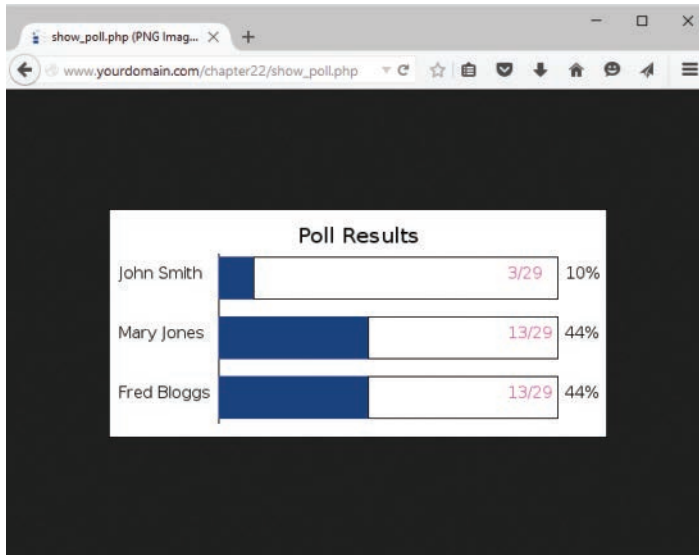 show_poll.php (PNG Imag...
www.yourdomain.com/chapter22/show_poll.php
Poll Results
John Smith 3/29 10%
Mary Jones 13/29 44%
Fred Bloggs 13/29 44%